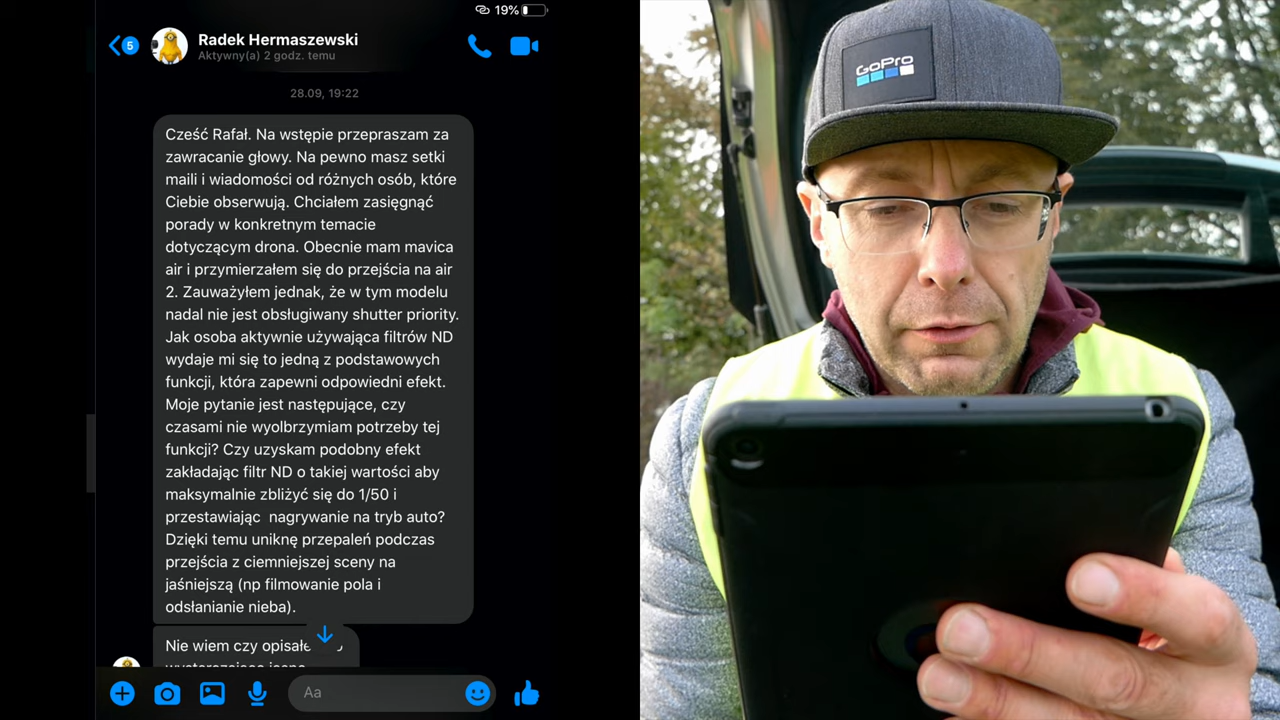 19%
5
Radek Hermaszewski
Aktywny(a) 2 godz. temu
28.09, 19:22
Cześć Rafał. Na wstępie przepraszam za
zawracanie głowy. Na pewno masz setki
maili i wiadomości od różnych osób, które
Ciebie obserwują. Chciałem zasięgnąć
porady w konkretnym temacie
dotyczącym drona. Obecnie mam mavica
air i przymierzałem się do przejścia na air
2. Zauważyłem jednak, że w tym modelu
nadal nie jest obsługiwany shutter priority.
Jak osoba aktywnie używająca filtrów ND
wydaje mi się to jedną z podstawowych
funkcji, która zapewni odpowiedni efekt.
Moje pytanie jest następujące, czy
czasami nie wyolbrzymiam potrzeby tej
funkcji? Czy uzyskam podobny efekt
zakładając filtr ND o takiej wartości aby
maksymalnie zbliżyć się do 1/50 i
przestawiając nagrywanie na tryb auto?
Dzięki temu uniknę przepaleń podczas
przejścia z ciemniejszej sceny na
jaśniejszą (np filmowanie pola i
odsłanianie nieba).
Nie wiem czy
Aa
GoPro